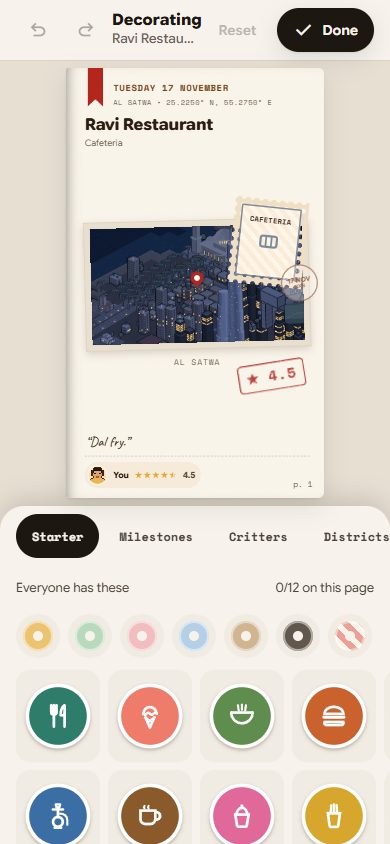 Decorating
Ravi Restau...
Reset
Done
TUESDAY 17 NOVEMBER
AL SATWA • 25.2250° N, 55.2750° E
Ravi Restaurant
Cafeteria
CAFETERIA
AL SATWA
★ 4.5
“Dal fry.”
You ★★★★★ 4.5
p. 1
Starter
Milestones
Critters
Districts
Everyone has these
0/12 on this page